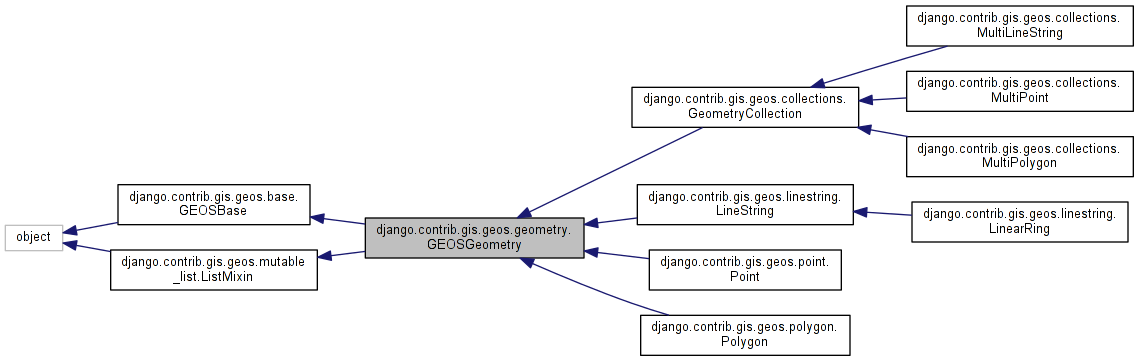 django.contrib.gis.geos.collections.
MultiLineString
django.contrib.gis.geos.collections.
MultiPoint
django.contrib.gis.geos.collections.
GeometryCollection
django.contrib.gis.geos.collections.
MultiPolygon
django.contrib.gis.geos.base.
GEOSBase
django.contrib.gis.geos.linestring.
LineString
django.contrib.gis.geos.linestring.
LinearRing
object
django.contrib.gis.geos.geometry.
GEOSGeometry
django.contrib.gis.geos.mutable
_list.ListMixin
django.contrib.gis.geos.point.
Point
django.contrib.gis.geos.polygon.
Polygon